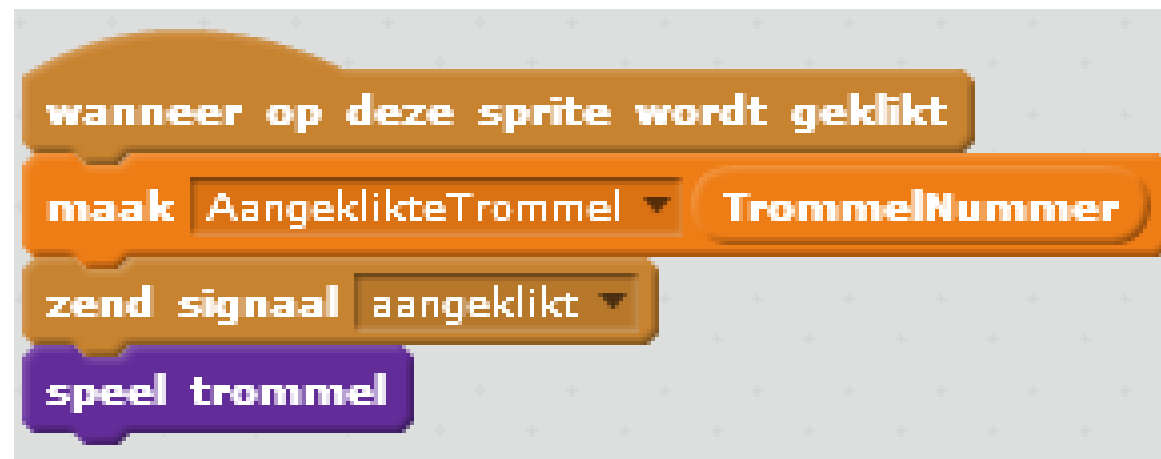 wanneer op deze sprite wordt geklikt
maak AangeklikteTrommel TrommelNummer
zend signaal aangeklikt
speel trommel